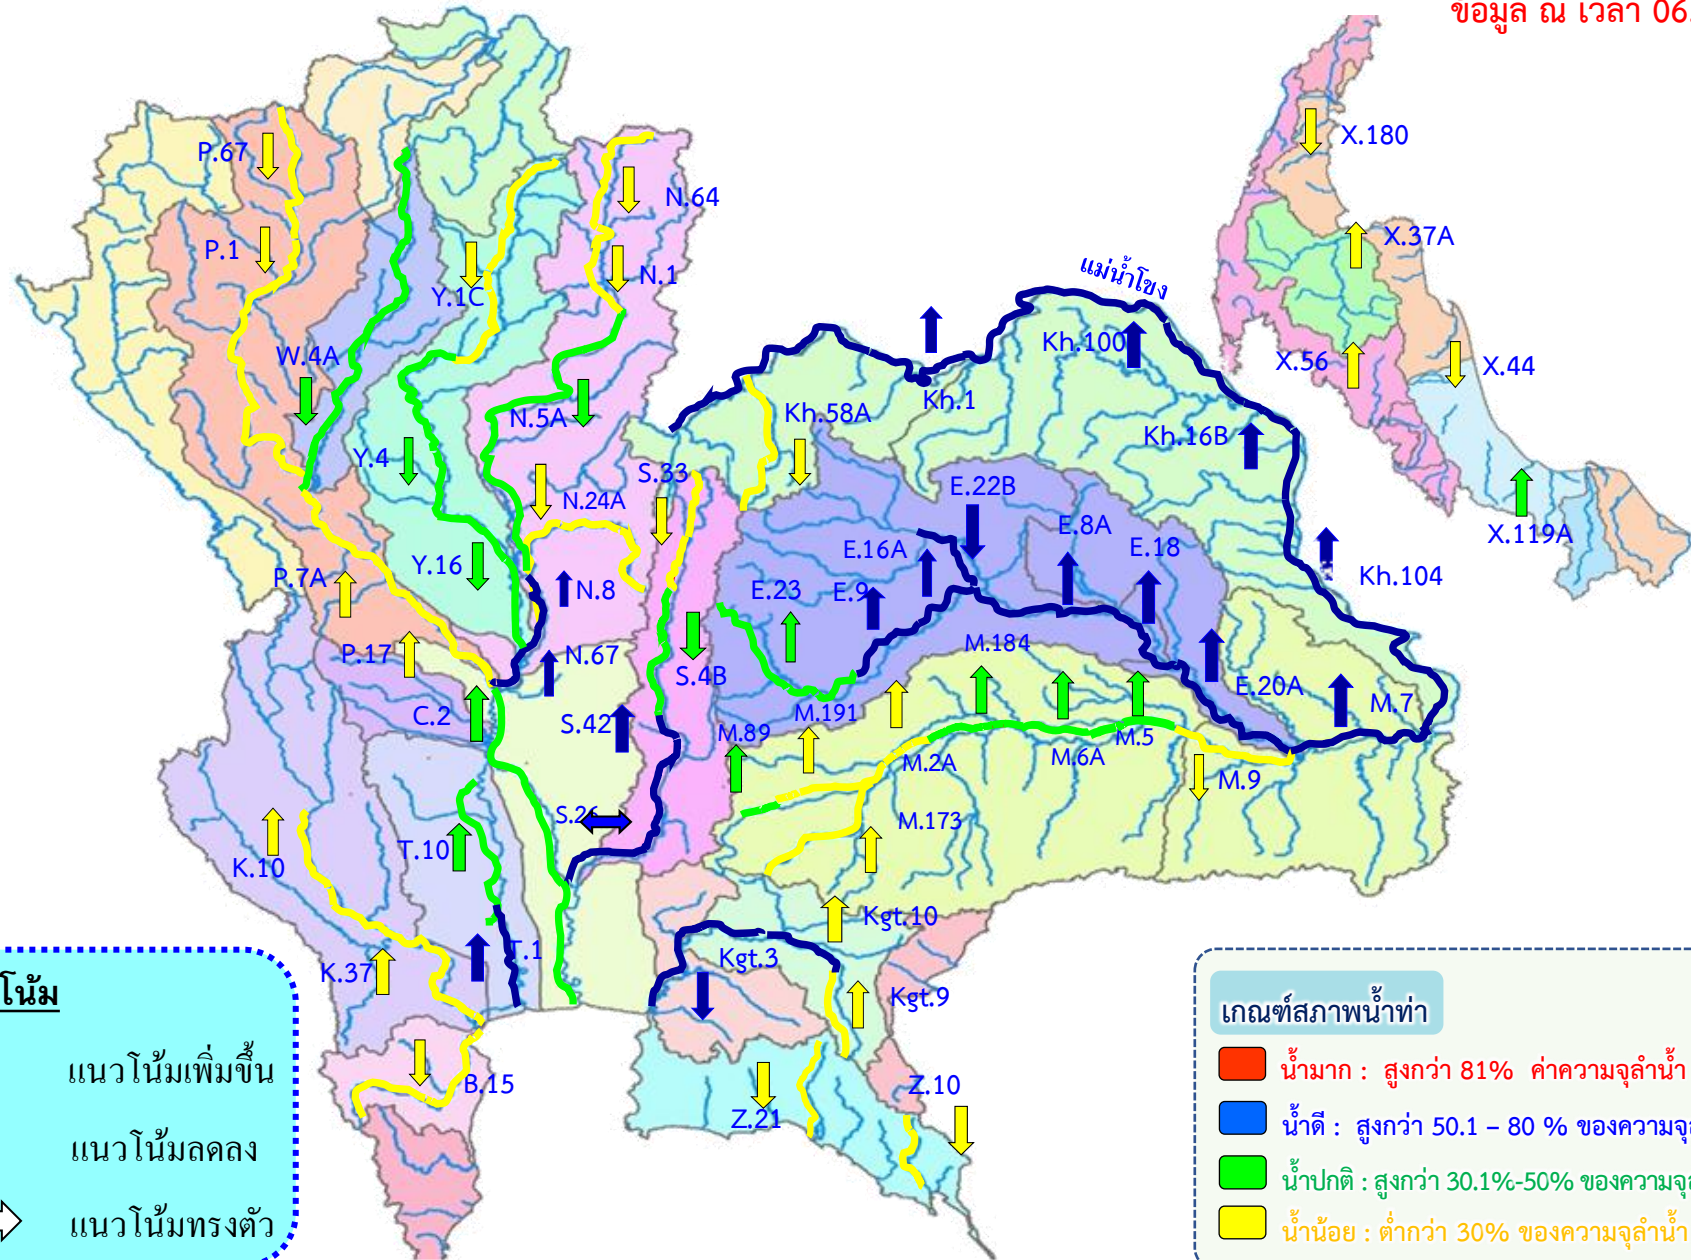 ข้อมูล ณ เวลา 06.
P.67
N.64
X.180
P.1
N.1
X.37A
Y.1C
แม่น้ำโขง
W.4A
Kh.100
X.56
X.44
N.5A
Kh.58A
Kh.1
Kh.16B
Y.4
S.33
N.24A
E.22B
E.8A
X.119A
Y.16
E.16A
E.18
P.7A
N.8
E.23
E.9
Kh.104
P.17
N.67
S.4B
M.184
E.20A
M.7
C.2
S.42
M.89
M.191
M.2A
M.6A
M.5
M.9
S.26
M.173
K.10
T.10
Kgt.10
K.37
T.1
Kgt.3
Kgt.9
B.15
Z.21
Z.10
โน้ม
แนวโน้มเพิ่มขึ้น
แนวโน้มลดลง
แนวโน้มทรงตัว
เกณฑ์สภาพน้ำท่า
น้ำมาก : สูงกว่า 81% ค่าความจุลำน้ำ
น้ำดี : สูงกว่า 50.1 – 80 % ของความจุ
น้ำปกติ : สูงกว่า 30.1%-50% ของความจุ
น้ำน้อย : ต่ำกว่า 30% ของความจุลำน้ำ